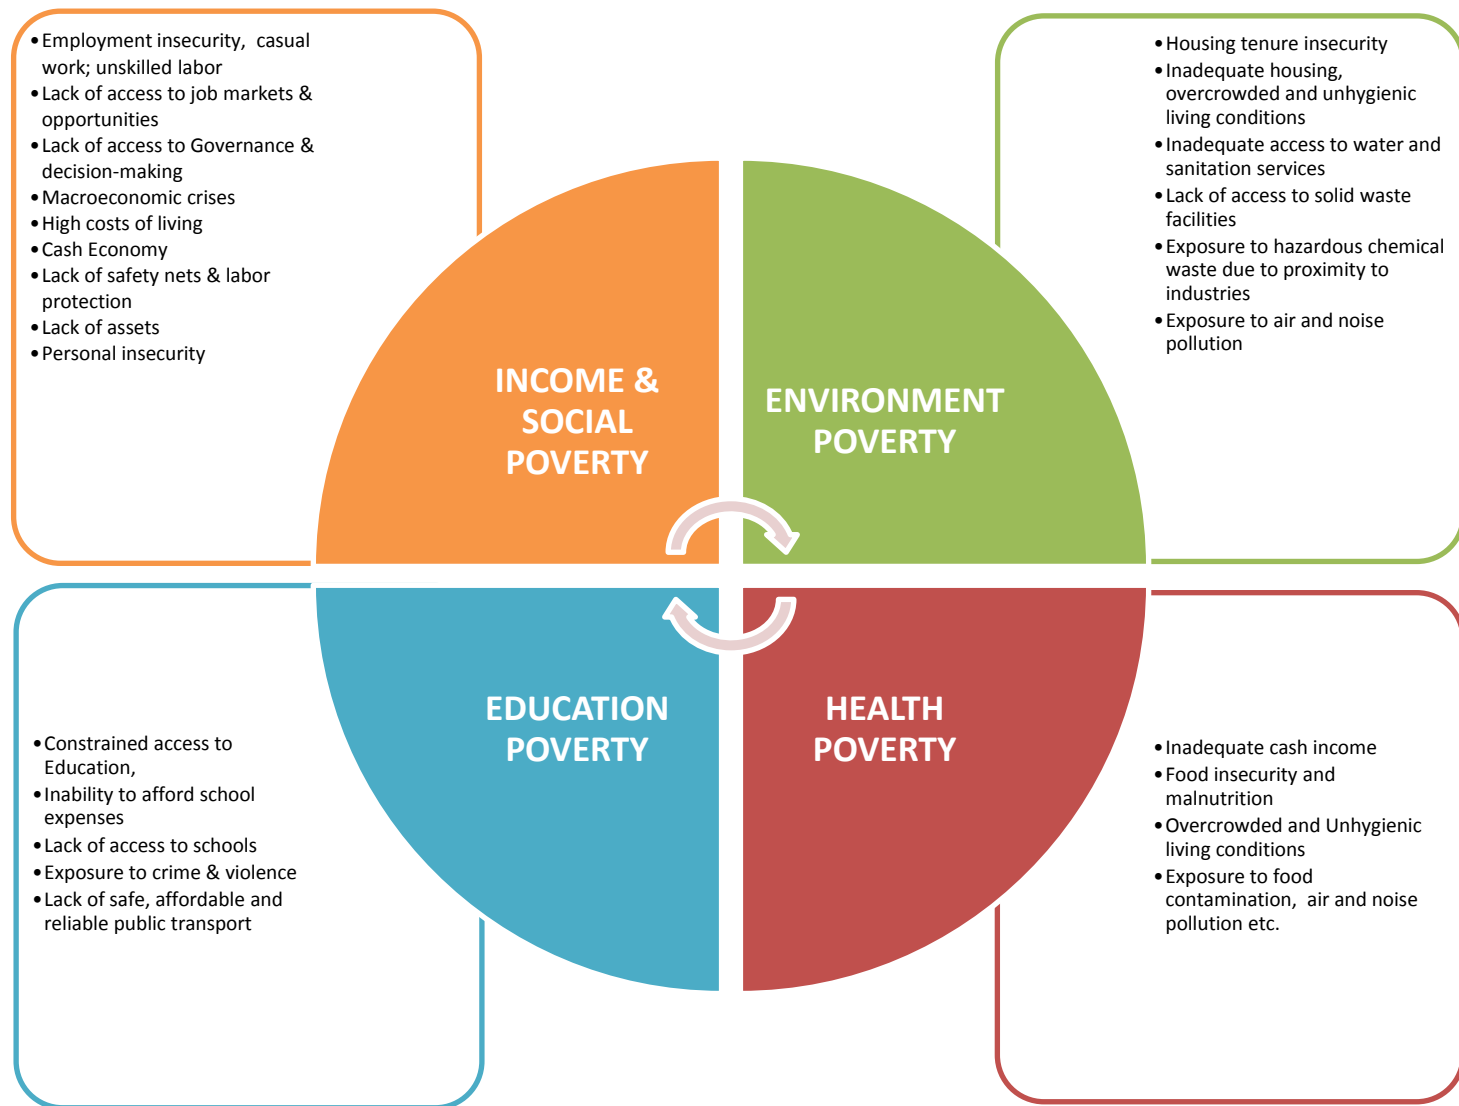 • Employment insecurity,  casual
work; unskilled labor
• Lack of access to job markets &
opportunities
• Lack of access to Governance &
decision-making
• Macroeconomic crises
• High costs of living
• Cash Economy
• Lack of safety nets & labor
protection
• Lack of assets
• Personal insecurity
• Housing tenure insecurity
• Inadequate housing,
overcrowded and unhygienic
living conditions
• Inadequate access to water and
sanitation services
• Lack of access to solid waste
facilities
• Exposure to hazardous chemical
waste due to proximity to
industries
• Exposure to air and noise
pollution
INCOME &
SOCIAL
POVERTY
ENVIRONMENT
POVERTY
EDUCATION
POVERTY
HEALTH
POVERTY
• Constrained access to
Education,
• Inability to afford school
expenses
• Lack of access to schools
• Exposure to crime & violence
• Lack of safe, affordable and
reliable public transport
• Inadequate cash income
• Food insecurity and
malnutrition
• Overcrowded and Unhygienic
living conditions
• Exposure to food
contamination,  air and noise
pollution etc.